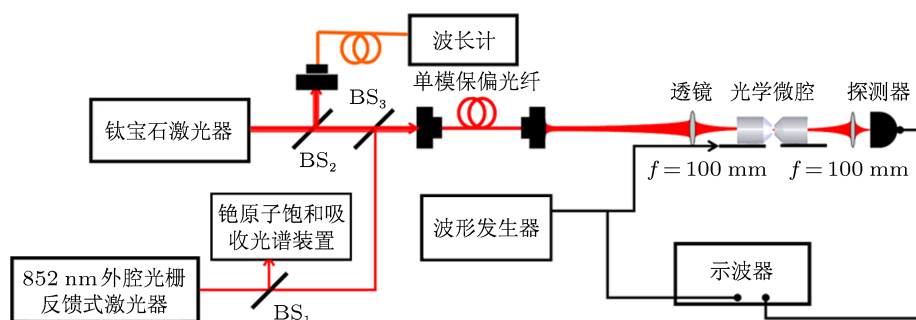 波长计
单模保偏光纤
钛宝石激光器
BS₃
BS₂
透镜
光学微腔
探测器
f = 100 mm
f = 100 mm
铯原子饱和吸
收光谱装置
波形发生器
852 nm 外腔光栅
反馈式激光器
BS₁
示波器